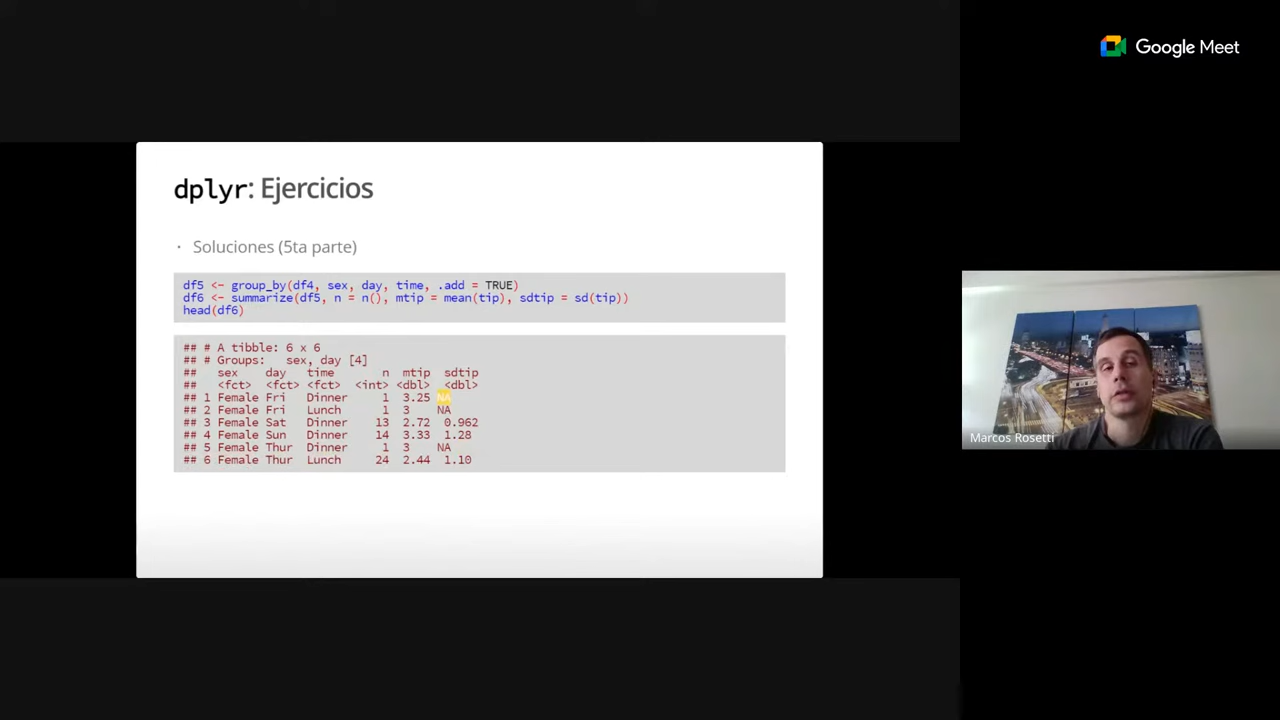 Google Meet
dplyr: Ejercicios
· Soluciones (5ta parte)
df5 <- group_by(df4, sex, day, time, .add = TRUE)
df6 <- summarize(df5, n = n(), mtip = mean(tip), sdtip = sd(tip))
head(df6)
## # A tibble: 6 x 6
## # Groups:   sex, day [4]
##   sex    day   time       n  mtip  sdtip
##   <fct>  <fct> <fct>  <int> <dbl>  <dbl>
## 1 Female Fri   Dinner     1  3.25 NA
## 2 Female Fri   Lunch      1  3    NA
## 3 Female Sat   Dinner    13  2.72  0.962
## 4 Female Sun   Dinner    14  3.33  1.28
## 5 Female Thur  Dinner     1  3    NA
## 6 Female Thur  Lunch     24  2.44  1.10
Marcos Rosetti